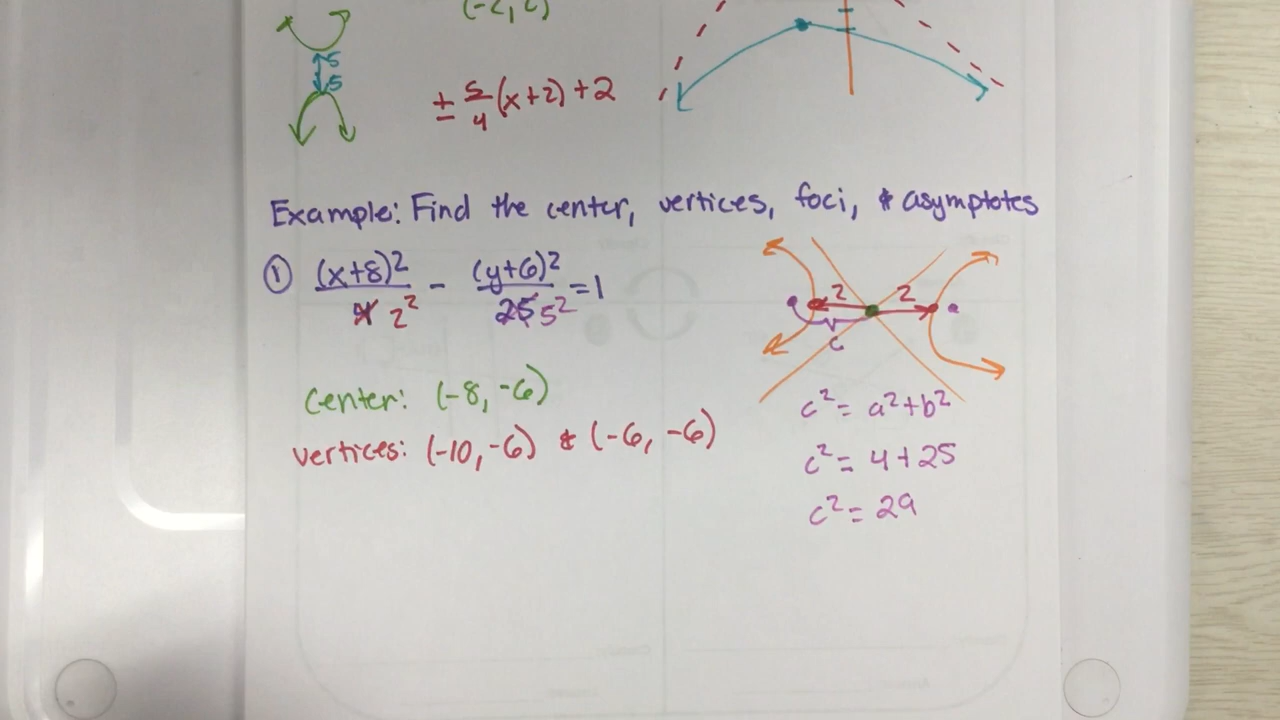 (-2, 2)
5
5
± 5/4 (x+2) + 2
Example: Find the center, vertices, foci, & asymptotes
① (x+8)²/4 2² - (y+6)²/25 5² = 1
2 2
c
center: (-8, -6)
vertices: (-10, -6) & (-6, -6)
c² = a² + b²
c² = 4 + 25
c² = 29